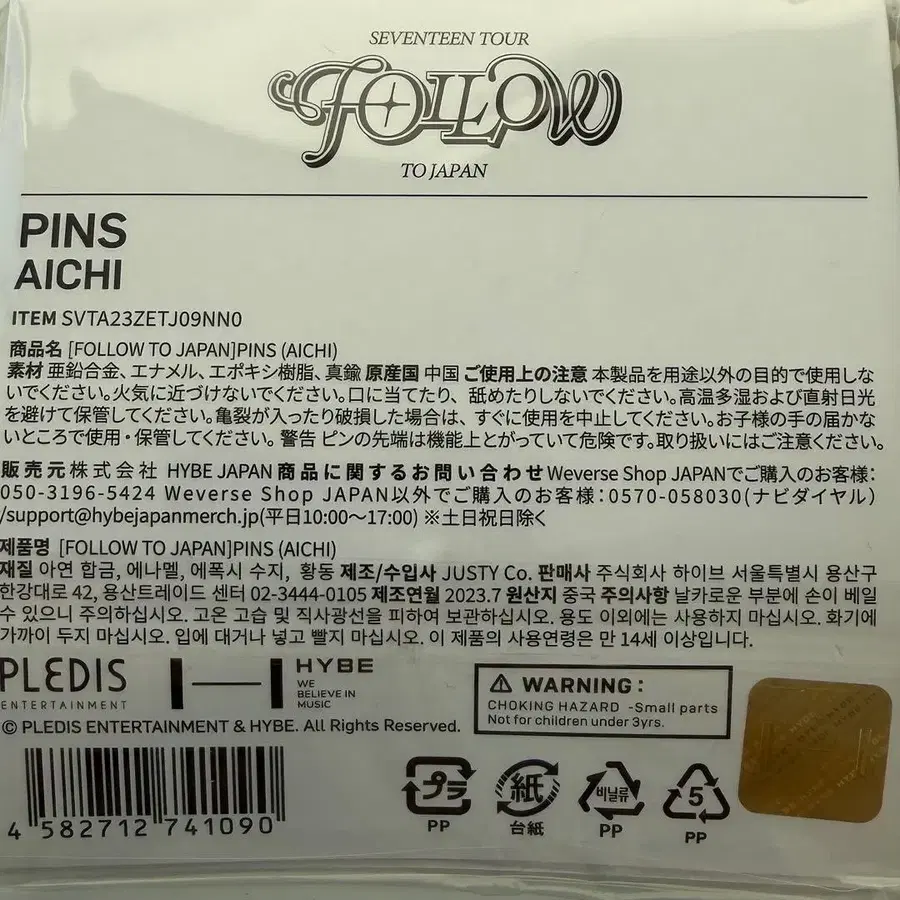 SEVENTEEN TOUR
FOLLOW
TO JAPAN
PINS
AICHI
ITEM SVTA23ZETJ09NN0
商品名 [FOLLOW TO JAPAN]PINS (AICHI)
素材 亜鉛合金、エナメル、エポキシ樹脂、真鍮 原産国 中国 ご使用上の注意 本製品を用途以外の目的で使用しな
いでください。火気に近づけないでください。口に当てたり、舐めたりしないでください。高温多湿および直射日光
を避けて保管してください。亀裂が入ったり破損した場合は、すぐに使用を中止してください。お子様の手の届かな
いところで使用・保管してください。警告 ピンの先端は機能上とがっていて危険です。取り扱いにはご注意ください。
販売元 株式会社 HYBE JAPAN 商品に関するお問い合わせ Weverse Shop JAPANでご購入のお客様:
050-3196-5424 Weverse Shop JAPAN以外でご購入のお客様:0570-058030(ナビダイヤル)
/support@hybejapanmerch.jp(平日10:00〜17:00) ※土日祝日除く
제품명 [FOLLOW TO JAPAN]PINS (AICHI)
재질 아연 합금, 에나멜, 에폭시 수지, 황동 제조/수입사 JUSTY Co. 판매사 주식회사 하이브 서울특별시 용산구
한강대로 42, 용산트레이드 센터 02-3444-0105 제조연월 2023.7 원산지 중국 주의사항 날카로운 부분에 손이 베일
수 있으니 주의하십시오. 고온 고습 및 직사광선을 피하여 보관하십시오. 용도 이외에는 사용하지 마십시오. 화기에
가까이 두지 마십시오. 입에 대거나 넣고 빨지 마십시오. 이 제품의 사용연령은 만 14세 이상입니다.
PLEDIS
ENTERTAINMENT
HYBE
WE
BELIEVE IN
MUSIC
© PLEDIS ENTERTAINMENT & HYBE. All Rights Reserved.
⚠ WARNING:
CHOKING HAZARD -Small parts
Not for children under 3yrs.
4 582712 741090
プラ
PP
紙
台紙
비닐류
PP
5
PP
HYBE